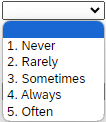 1. Never
2. Rarely
3. Sometimes
4. Always
5. Often